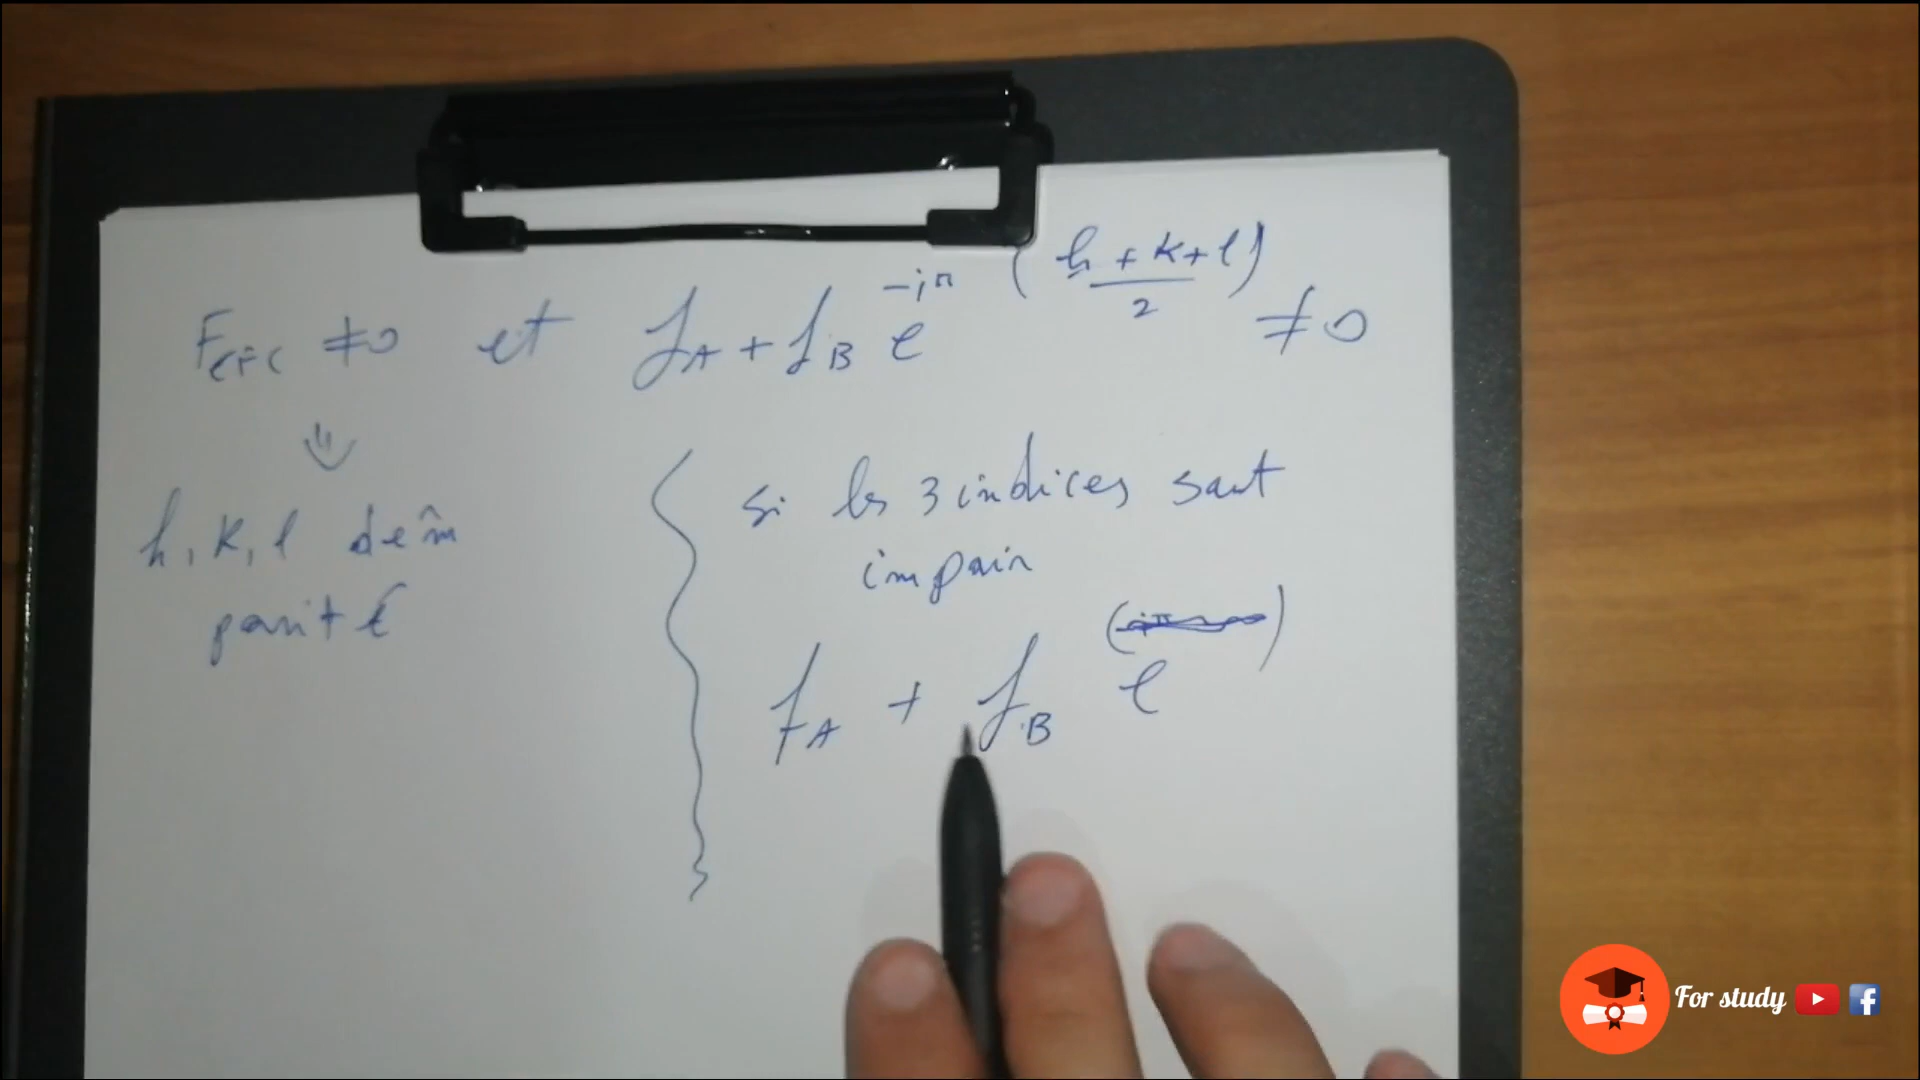 F_CFC ≠ 0 et f_A + f_B e^{-iπ (h+k+l)/2} ≠ 0
h, k, l de m̂
parité
si les 3 indices sont
impair
f_A + f_B e^( )
For study